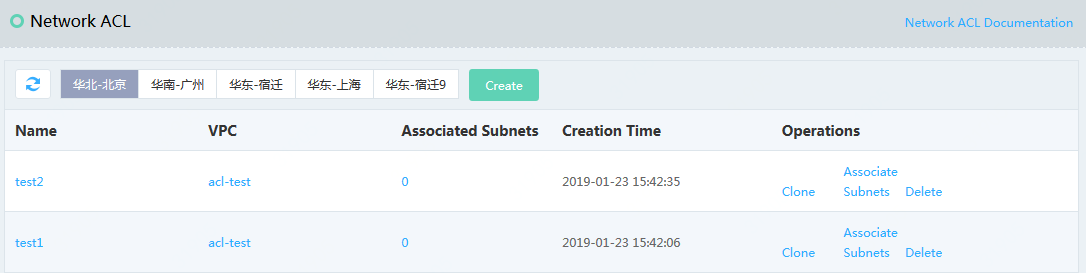 Network ACL
Network ACL Documentation
华北-北京 华南-广州 华东-宿迁 华东-上海 华东-宿迁9 Create
Name VPC Associated Subnets Creation Time Operations
test2 acl-test 0 2019-01-23 15:42:35 Clone Associate Subnets Delete
test1 acl-test 0 2019-01-23 15:42:06 Clone Associate Subnets Delete